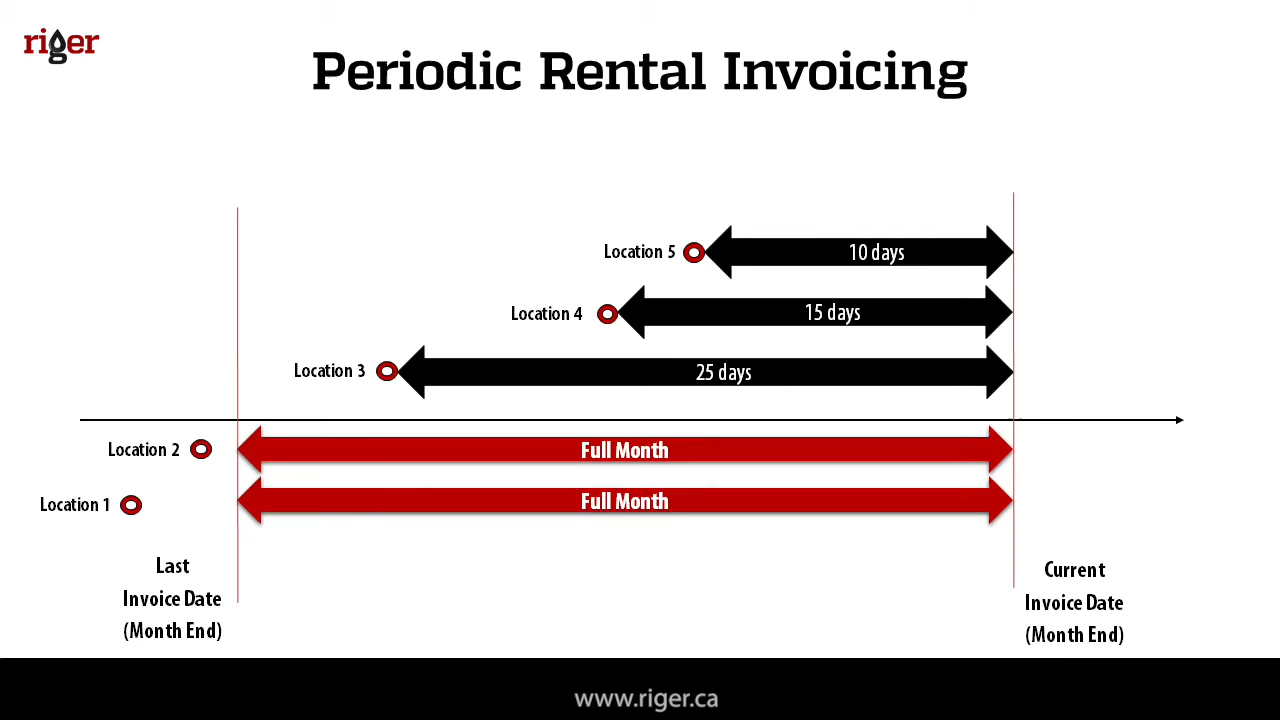 riger
Periodic Rental Invoicing
Location 5
10 days
Location 4
15 days
Location 3
25 days
Location 2
Full Month
Location 1
Full Month
Last
Invoice Date
(Month End)
Current
Invoice Date
(Month End)
www.riger.ca